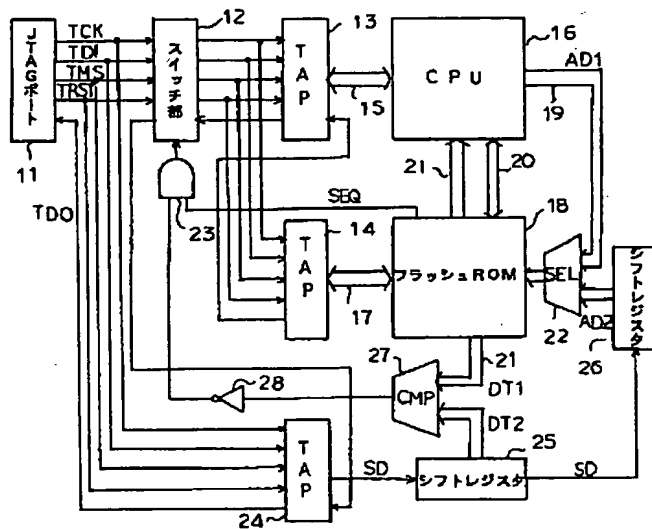 12
13
JTAGポート
TCK
TDI
TMS
TRST
スイッチ部
TAP
CPU
16
AD1
19
15
11
TDO
23
SEQ
21
20
14
18
TAP
フラッシュROM
SEL
シフトレジスタ
17
22
AD2
26
27
21
28
CMP
DT1
DT2
25
TAP
SD
シフトレジスタ
SD
24